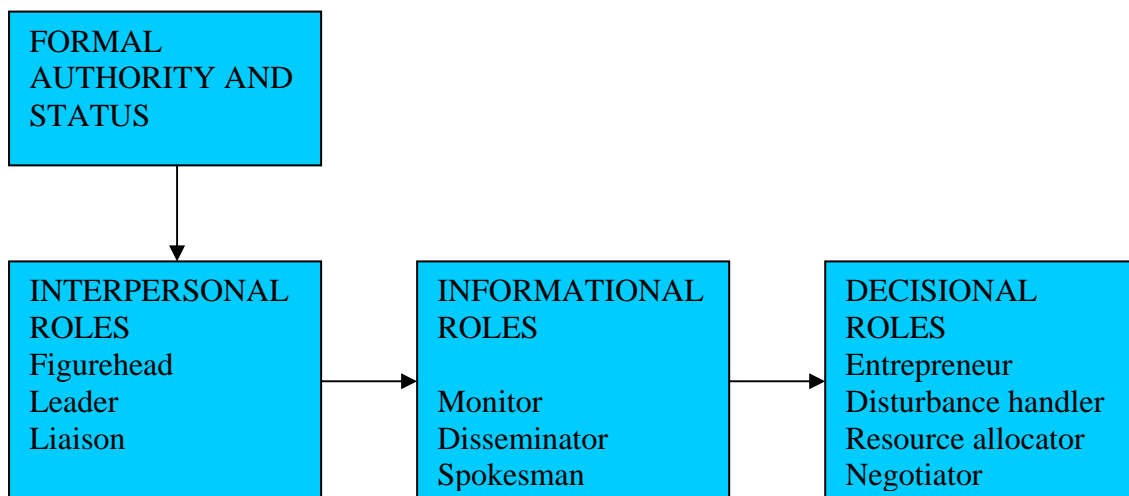 FORMAL
AUTHORITY AND
STATUS
INTERPERSONAL
ROLES
Figurehead
Leader
Liaison
INFORMATIONAL
ROLES
Monitor
Disseminator
Spokesman
DECISIONAL
ROLES
Entrepreneur
Disturbance handler
Resource allocator
Negotiator